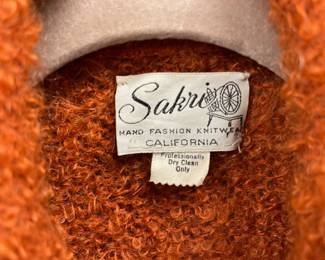 Sakri
HAND FASHION KNITWEAR
CALIFORNIA
Professionally
Dry Clean
Only